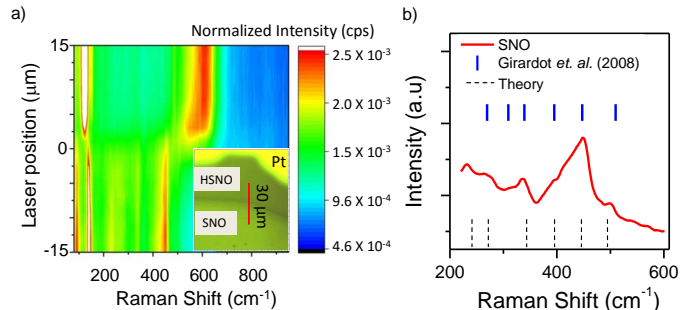 a)
Normalized Intensity (cps)
15
0
-15
Laser position (μm)
0
200
400
600
800
Raman Shift (cm-1)
Pt
HSNO
SNO
30 μm
2.5 X 10-3
2.0 X 10-3
1.5 X 10-3
9.6 X 10-4
4.6 X 10-4
b)
SNO
Girardot et. al. (2008)
Theory
Intensity (a.u)
200
400
600
Raman Shift (cm-1)